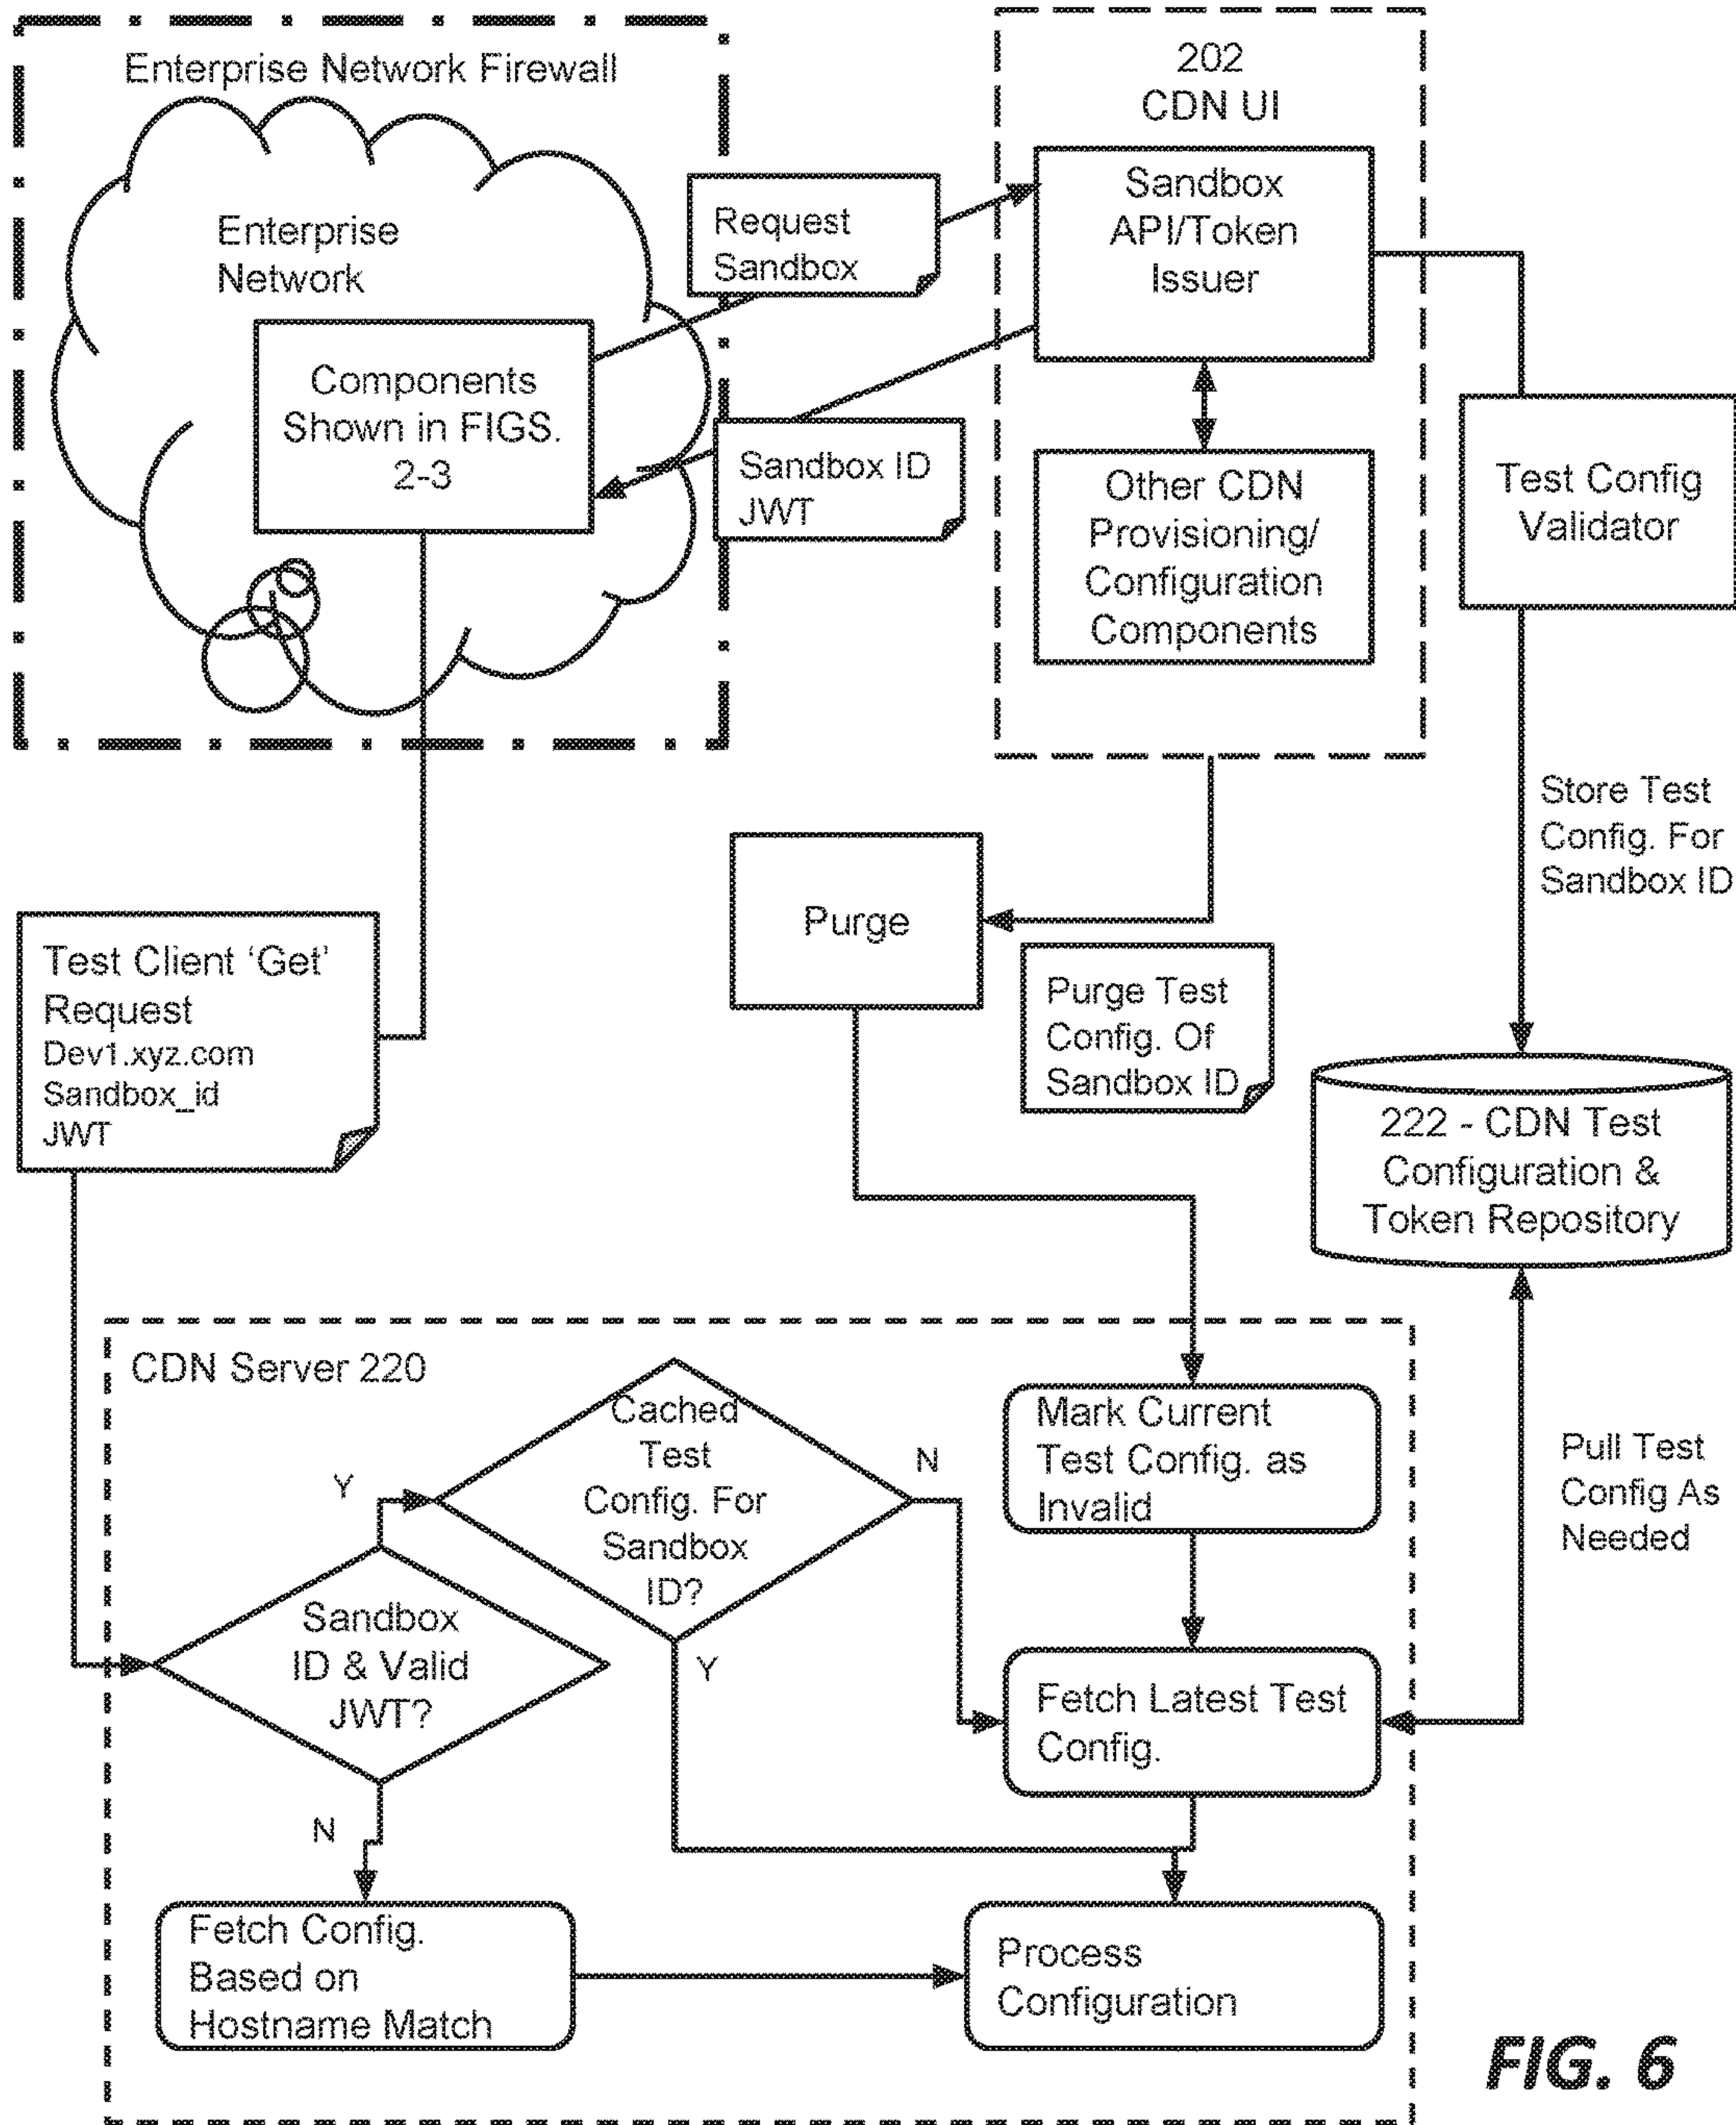 Enterprise Network Firewall
Enterprise
Network
Components
Shown in FIGS.
2-3
Request
Sandbox
Sandbox ID
JWT
202
CDN UI
Sandbox
API/Token
Issuer
Other CDN
Provisioning/
Configuration
Components
Test Config
Validator
Store Test
Config. For
Sandbox ID
Purge
Purge Test
Config. Of
Sandbox ID
Test Client ‘Get’
Request
Dev1.xyz.com
Sandbox_id
JWT
222 - CDN Test
Configuration &
Token Repository
CDN Server 220
Cached
Test
Config. For
Sandbox
ID?
Y
N
Mark Current
Test Config. as
Invalid
Pull Test
Config As
Needed
Sandbox
ID & Valid
JWT?
Y
Fetch Latest Test
Config.
N
Fetch Config.
Based on
Hostname Match
Process
Configuration
FIG. 6